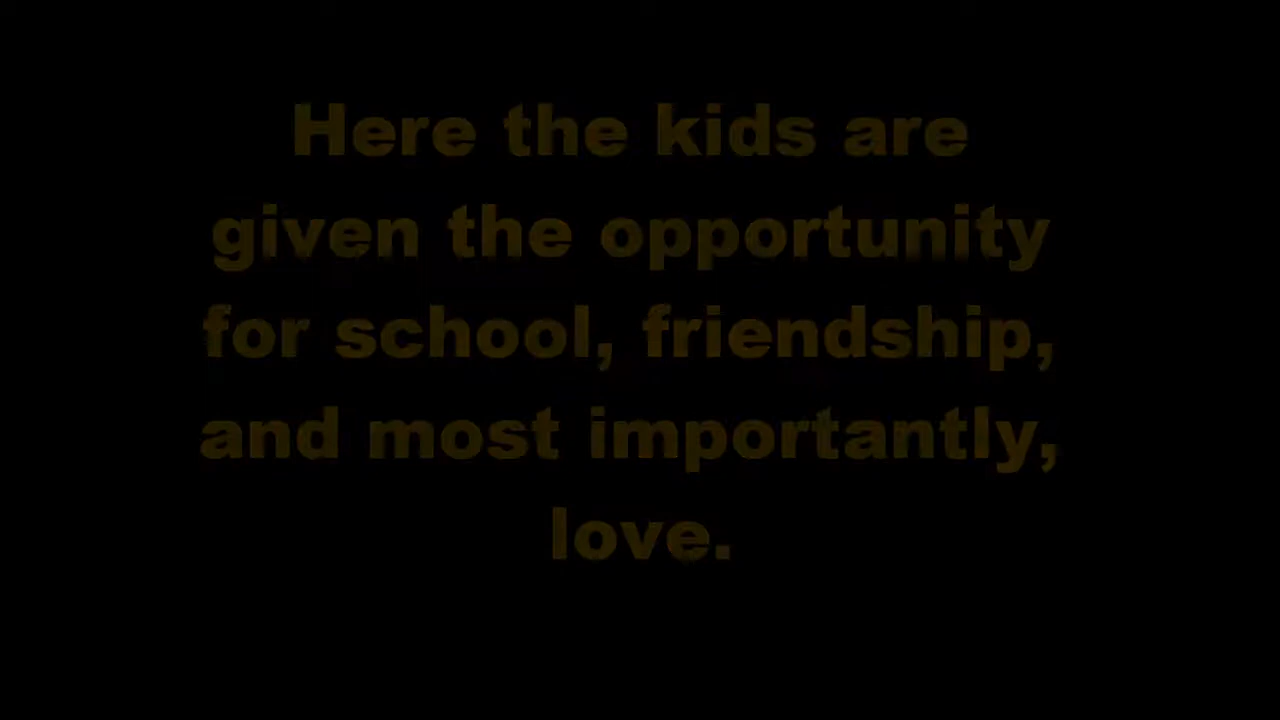 Here the kids are
given the opportunity
for school, friendship,
and most importantly,
love.